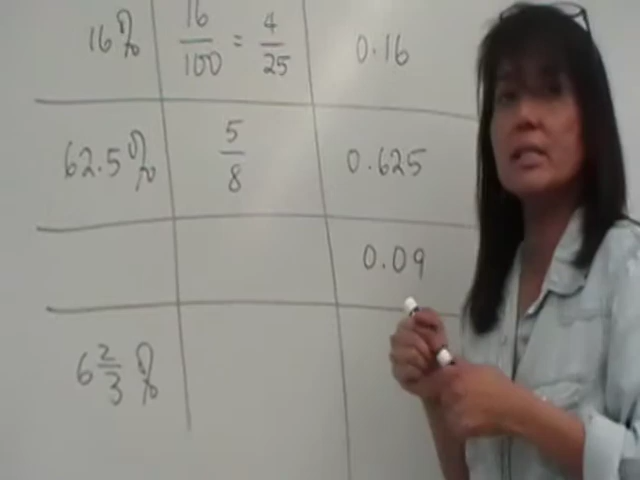 16% 16/100 = 4/25 0.16
62.5% 5/8 0.625
0.09
6 2/3 %